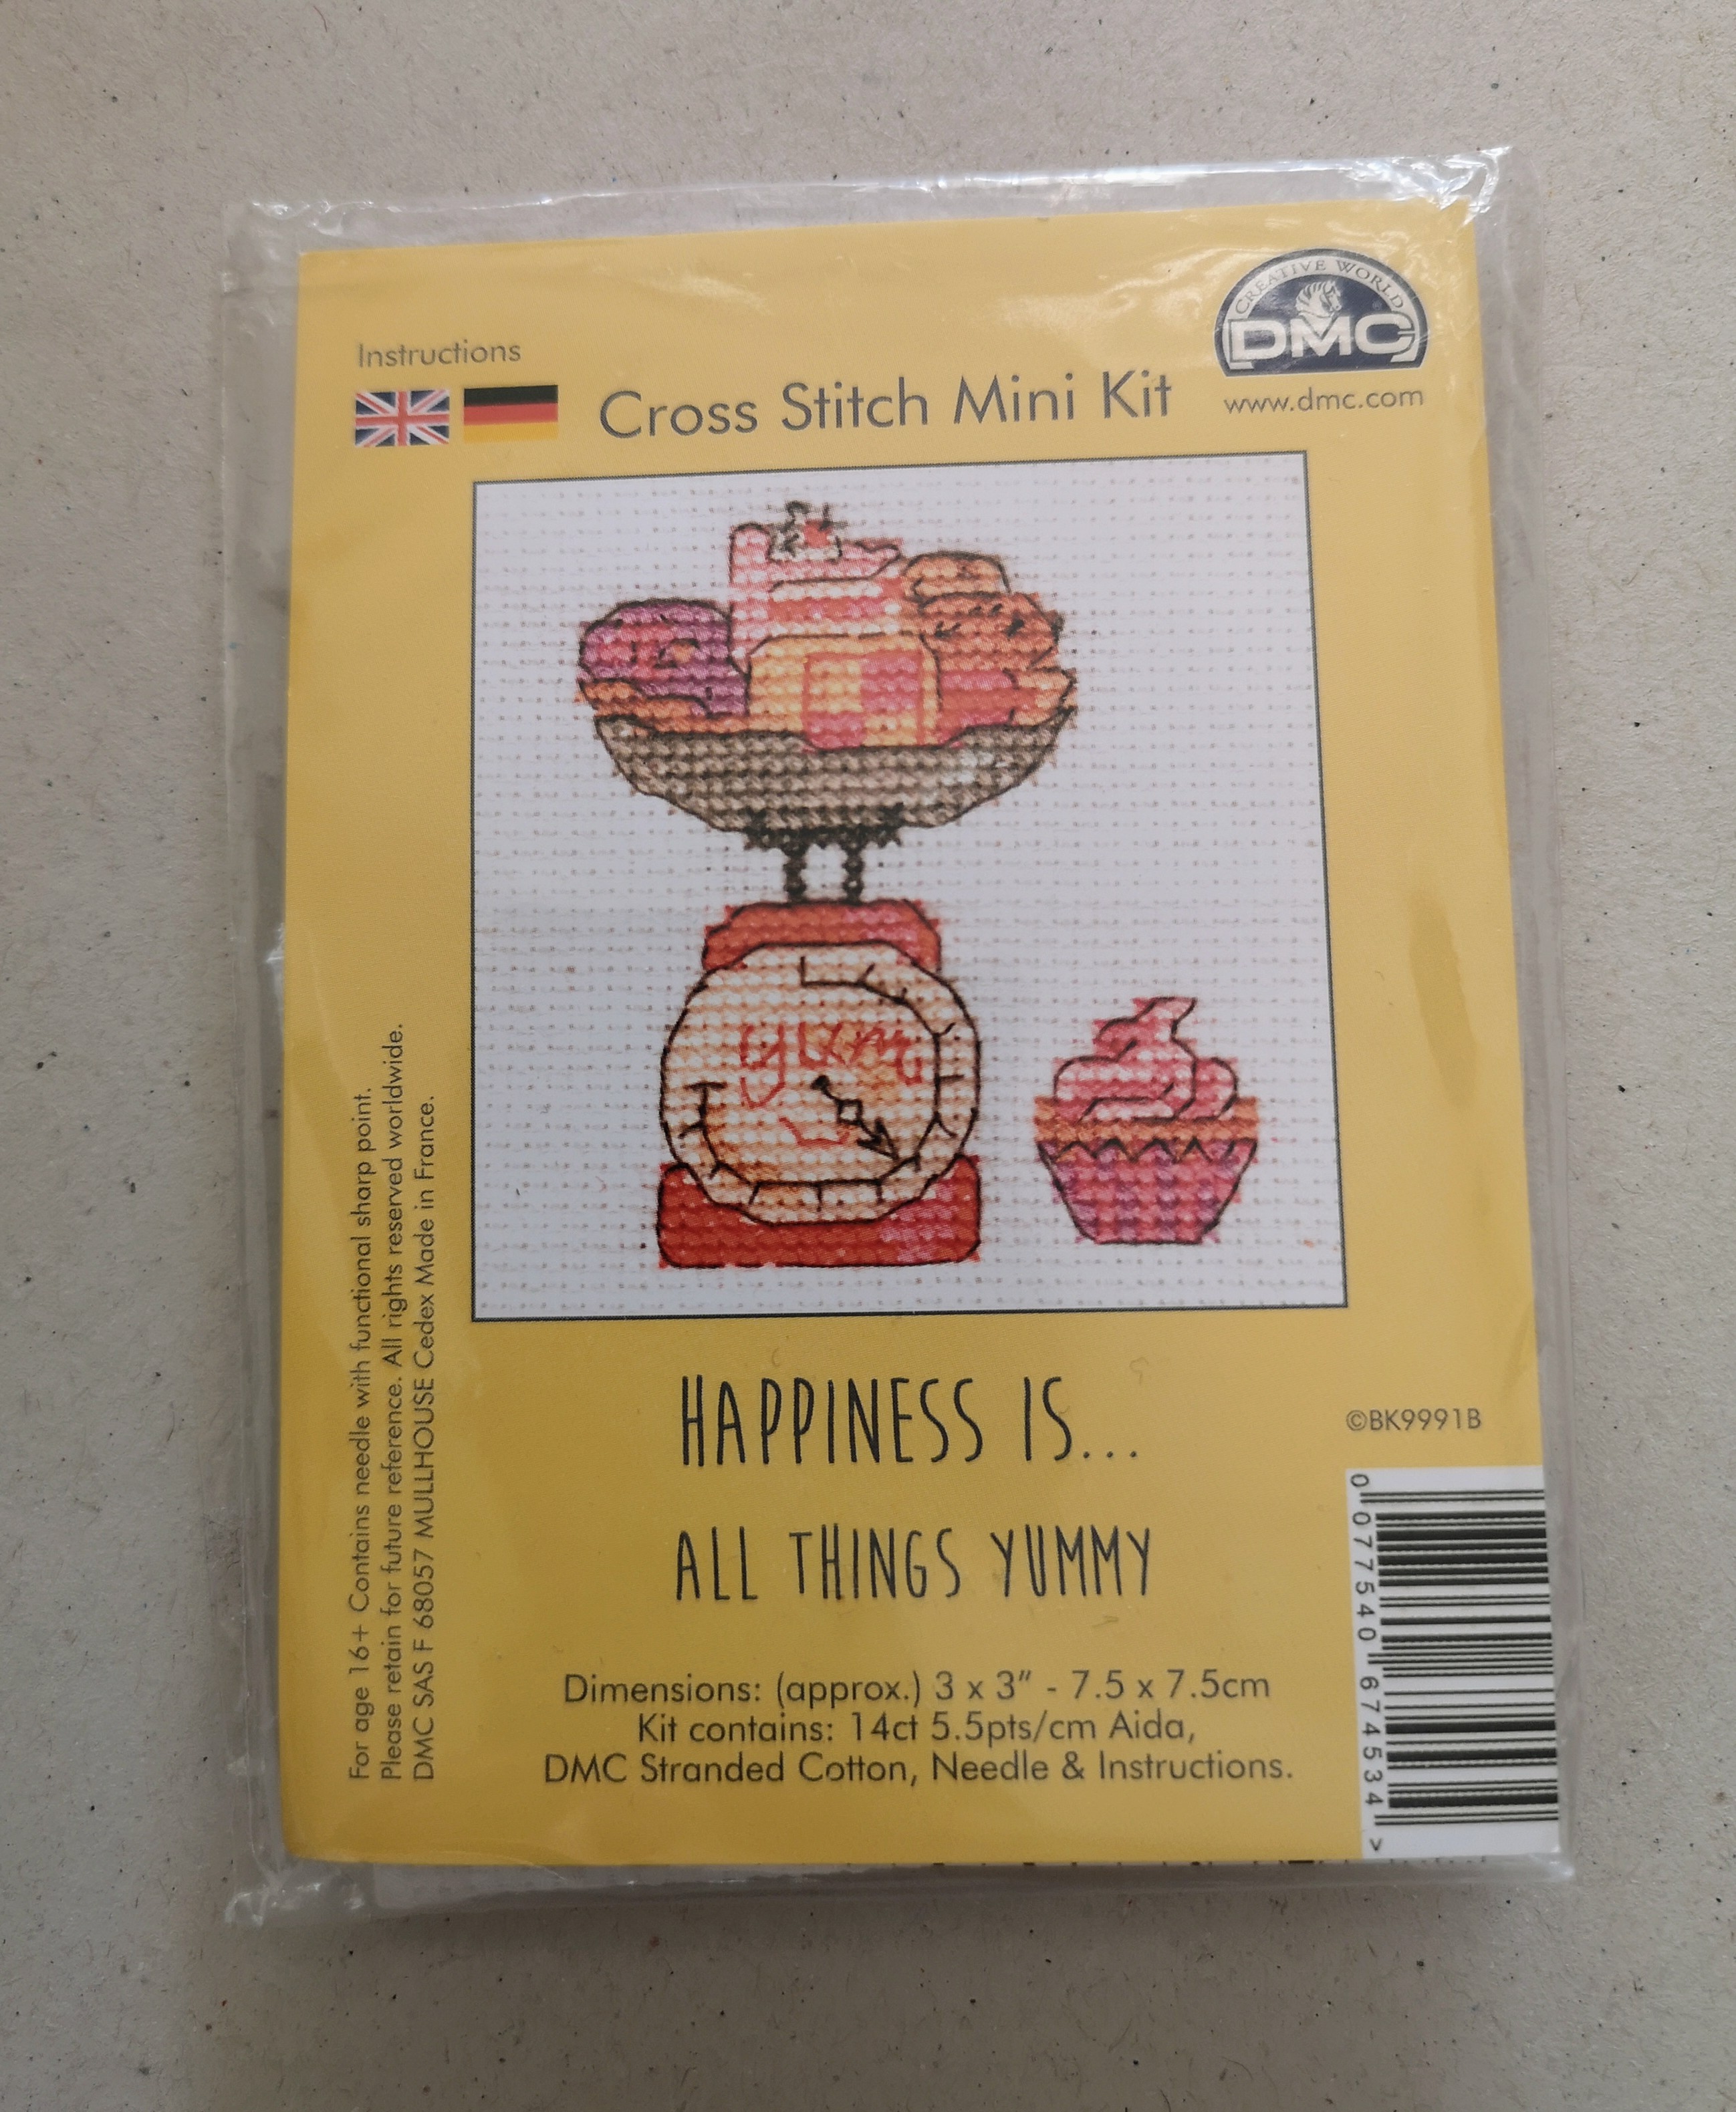 Instructions
CREATIVE WORLD
DMC
www.dmc.com
Cross Stitch Mini Kit
yum
HAPPINESS IS...
ALL THINGS YUMMY
©BK9991B
Dimensions: (approx.) 3 x 3" - 7.5 x 7.5cm
Kit contains: 14ct 5.5pts/cm Aida,
DMC Stranded Cotton, Needle & Instructions.
For age 16+ Contains needle with functional sharp point.
Please retain for future reference. All rights reserved worldwide.
DMC SAS F 68057 MULLHOUSE Cedex Made in France.
0 077540 674534 >